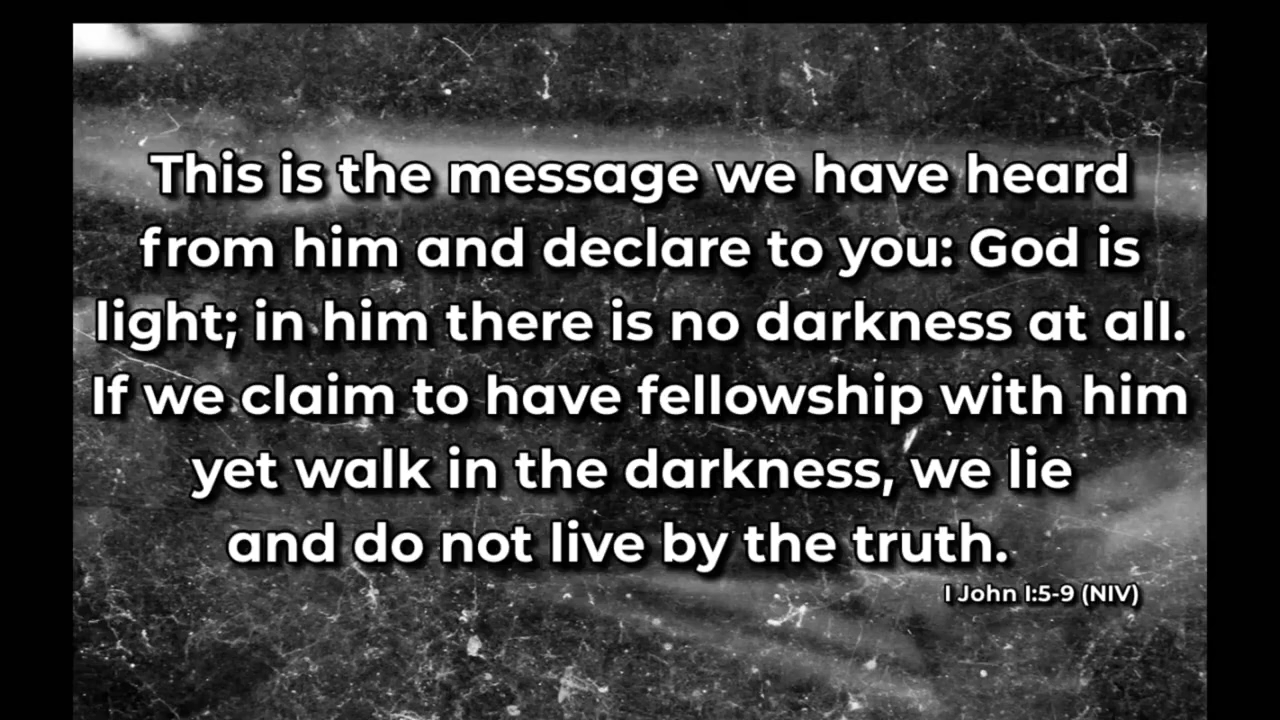 This is the message we have heard
from him and declare to you: God is
light; in him there is no darkness at all.
If we claim to have fellowship with him
yet walk in the darkness, we lie
and do not live by the truth.
I John I:5-9 (NIV)